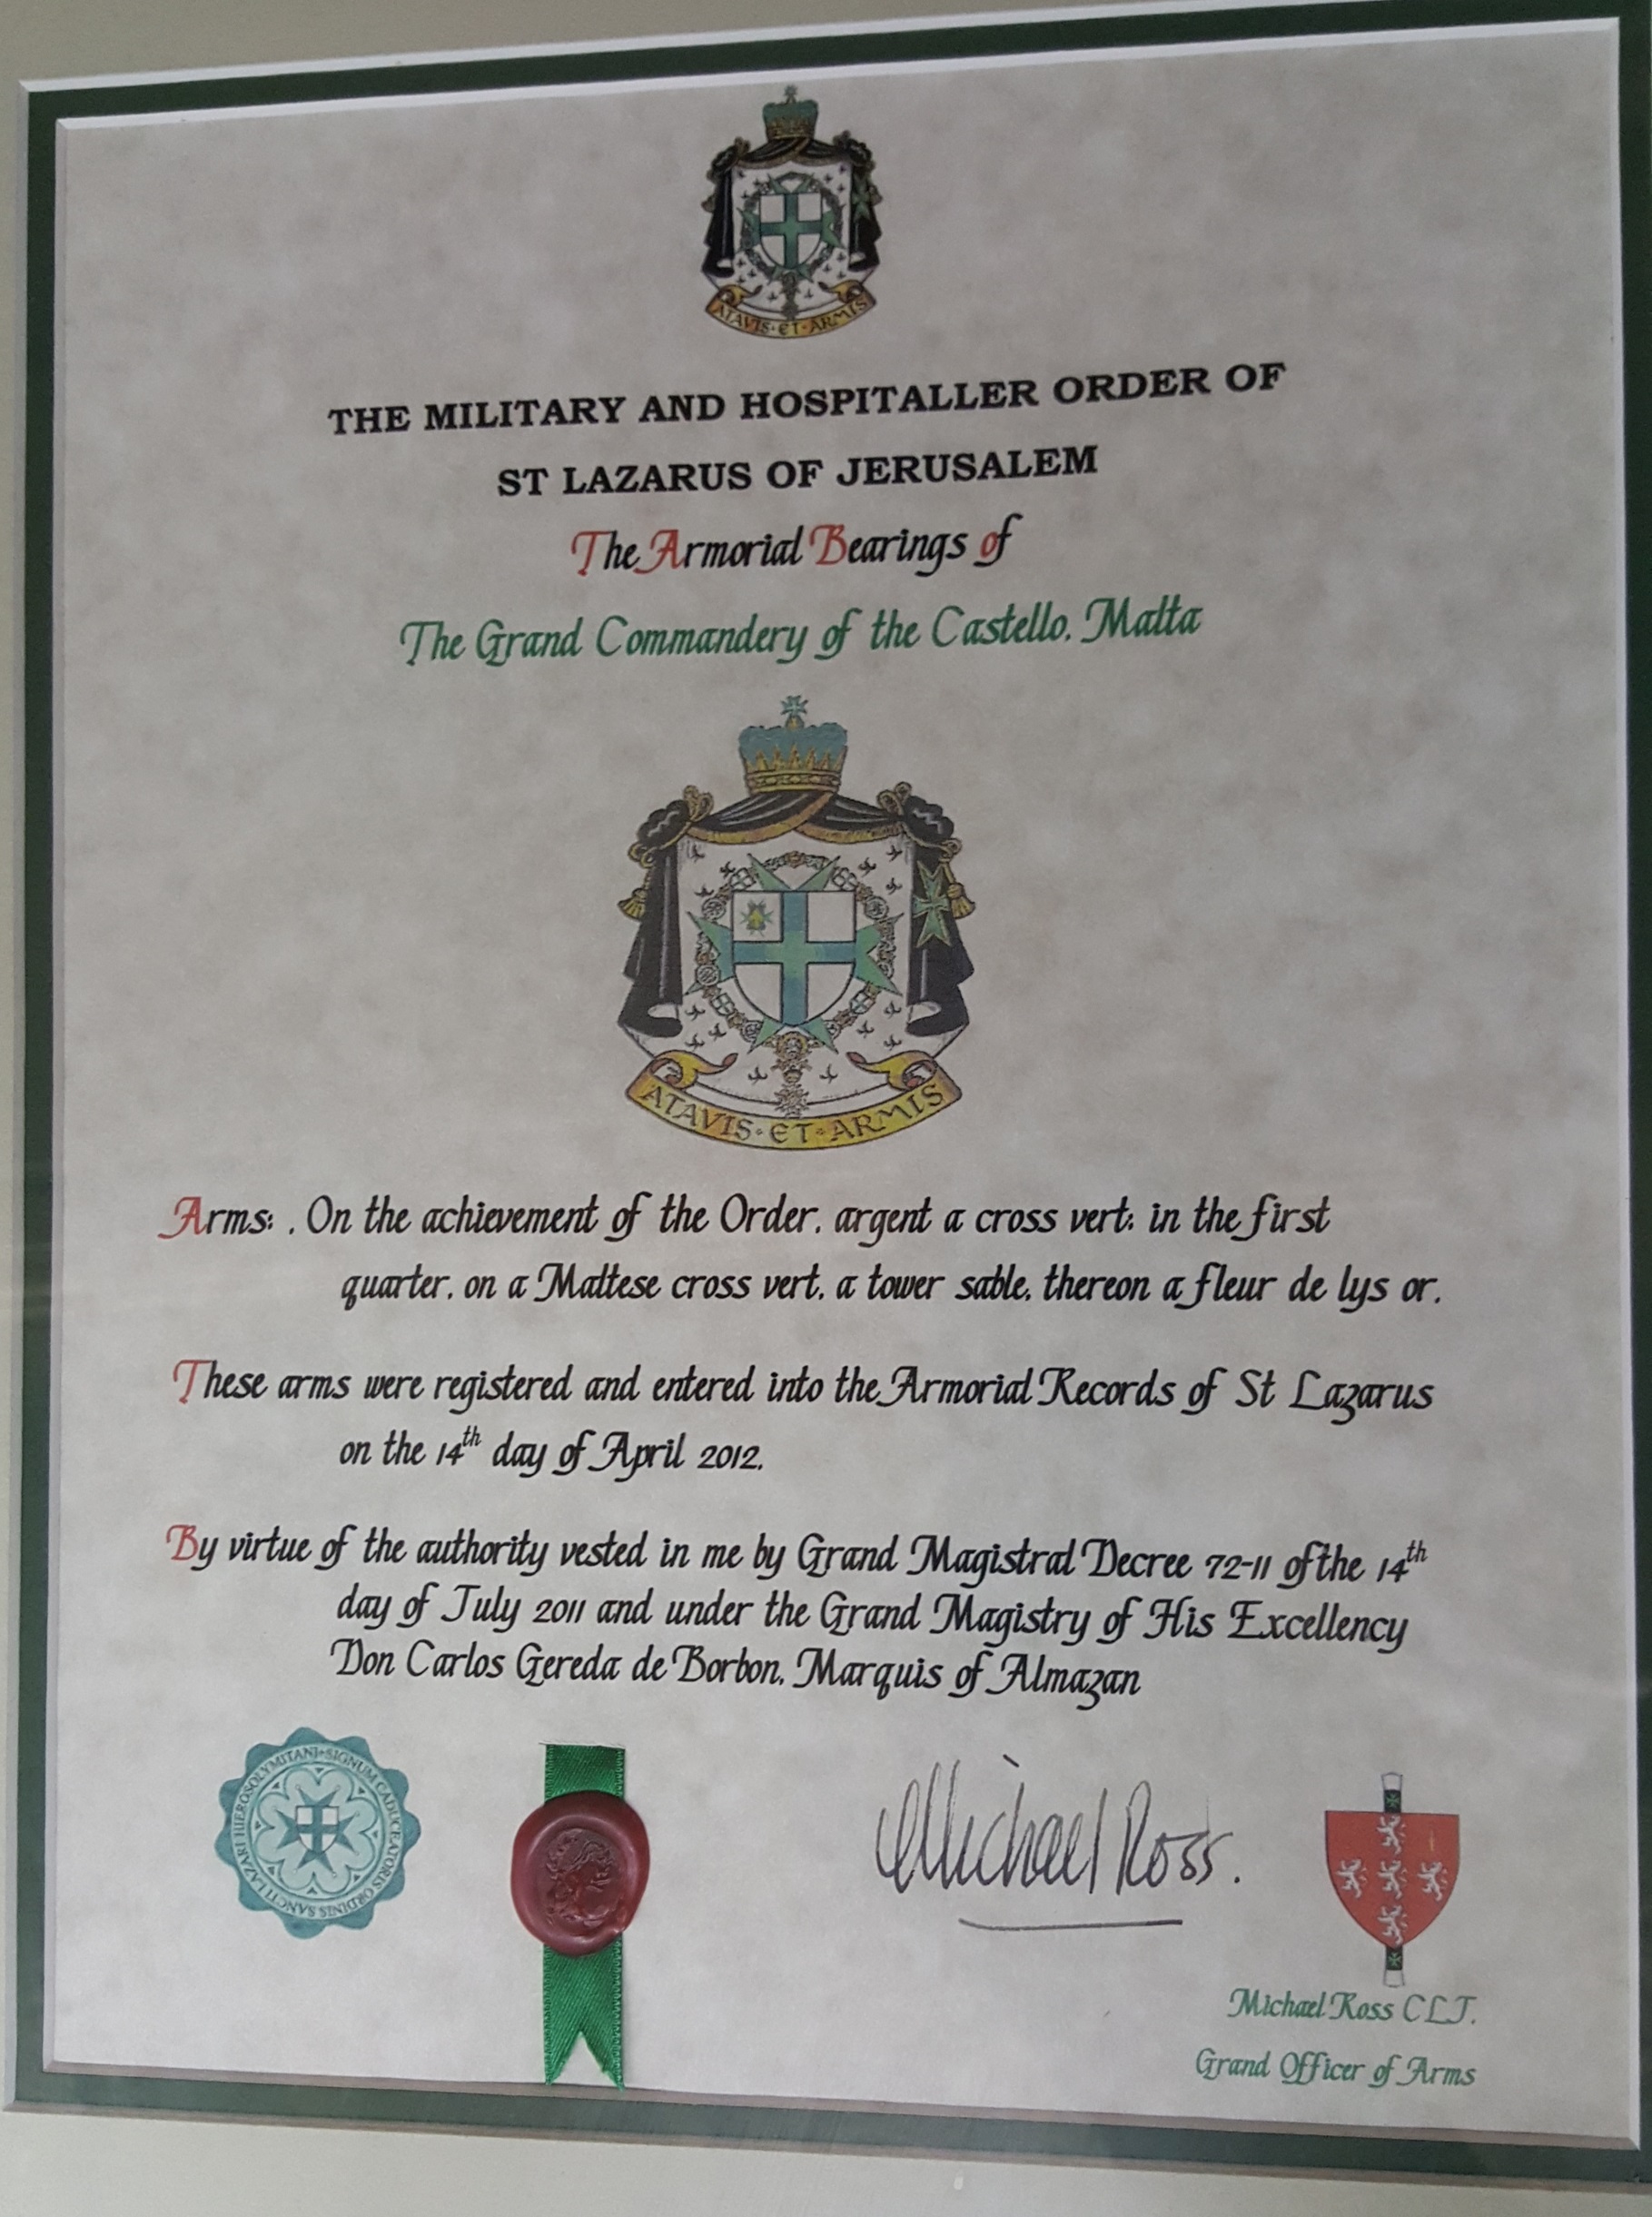 ATAVIS·ET·ARMIS
THE MILITARY AND HOSPITALLER ORDER OF
ST LAZARUS OF JERUSALEM
The Armorial Bearings of
The Grand Commandery of the Castello, Malta
ATAVIS·ET·ARMIS
Arms: . On the achievement of the Order, argent a cross vert: in the first
quarter, on a Maltese cross vert, a tower sable, thereon a fleur de lys or.
These arms were registered and entered into the Armorial Records of St Lazarus
on the 14th day of April 2012.
By virtue of the authority vested in me by Grand Magistral Decree 72-11 of the 14th
day of July 2011 and under the Grand Magistry of His Excellency
Don Carlos Gereda de Borbon, Marquis of Almazan
SIGNUM CADUCEATORIS ORDINIS SANCTI LAZARI HIEROSOLYMITANI
Michael Ross.
Michael Ross CLJ.
Grand Officer of Arms